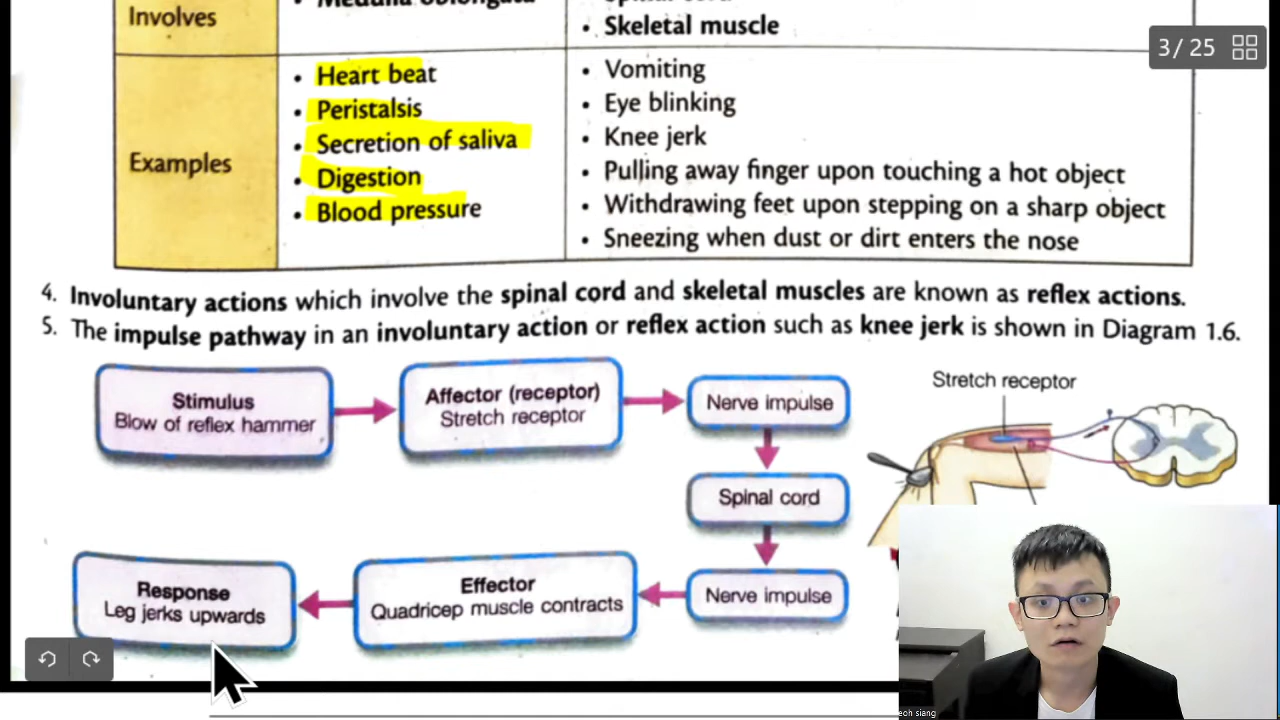 Involves
Medulla oblongata
• Skeletal muscle
3/ 25
Examples
• Heart beat
• Peristalsis
• Secretion of saliva
• Digestion
• Blood pressure
• Vomiting
• Eye blinking
• Knee jerk
• Pulling away finger upon touching a hot object
• Withdrawing feet upon stepping on a sharp object
• Sneezing when dust or dirt enters the nose
4. Involuntary actions which involve the spinal cord and skeletal muscles are known as reflex actions.
5. The impulse pathway in an involuntary action or reflex action such as knee jerk is shown in Diagram 1.6.
Stimulus
Blow of reflex hammer
Affector (receptor)
Stretch receptor
Nerve impulse
Spinal cord
Nerve impulse
Effector
Quadricep muscle contracts
Response
Leg jerks upwards
Stretch receptor
eoh siang